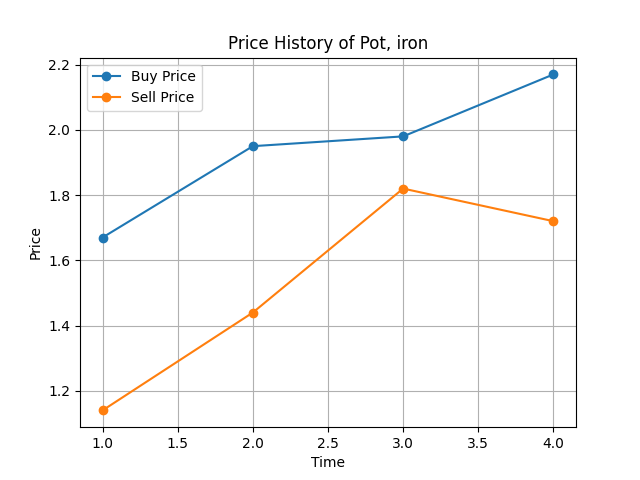 Price History of Pot, iron
Buy Price
Sell Price
2.2
2.0
1.8
1.6
1.4
1.2
Price
1.0 1.5 2.0 2.5 3.0 3.5 4.0
Time